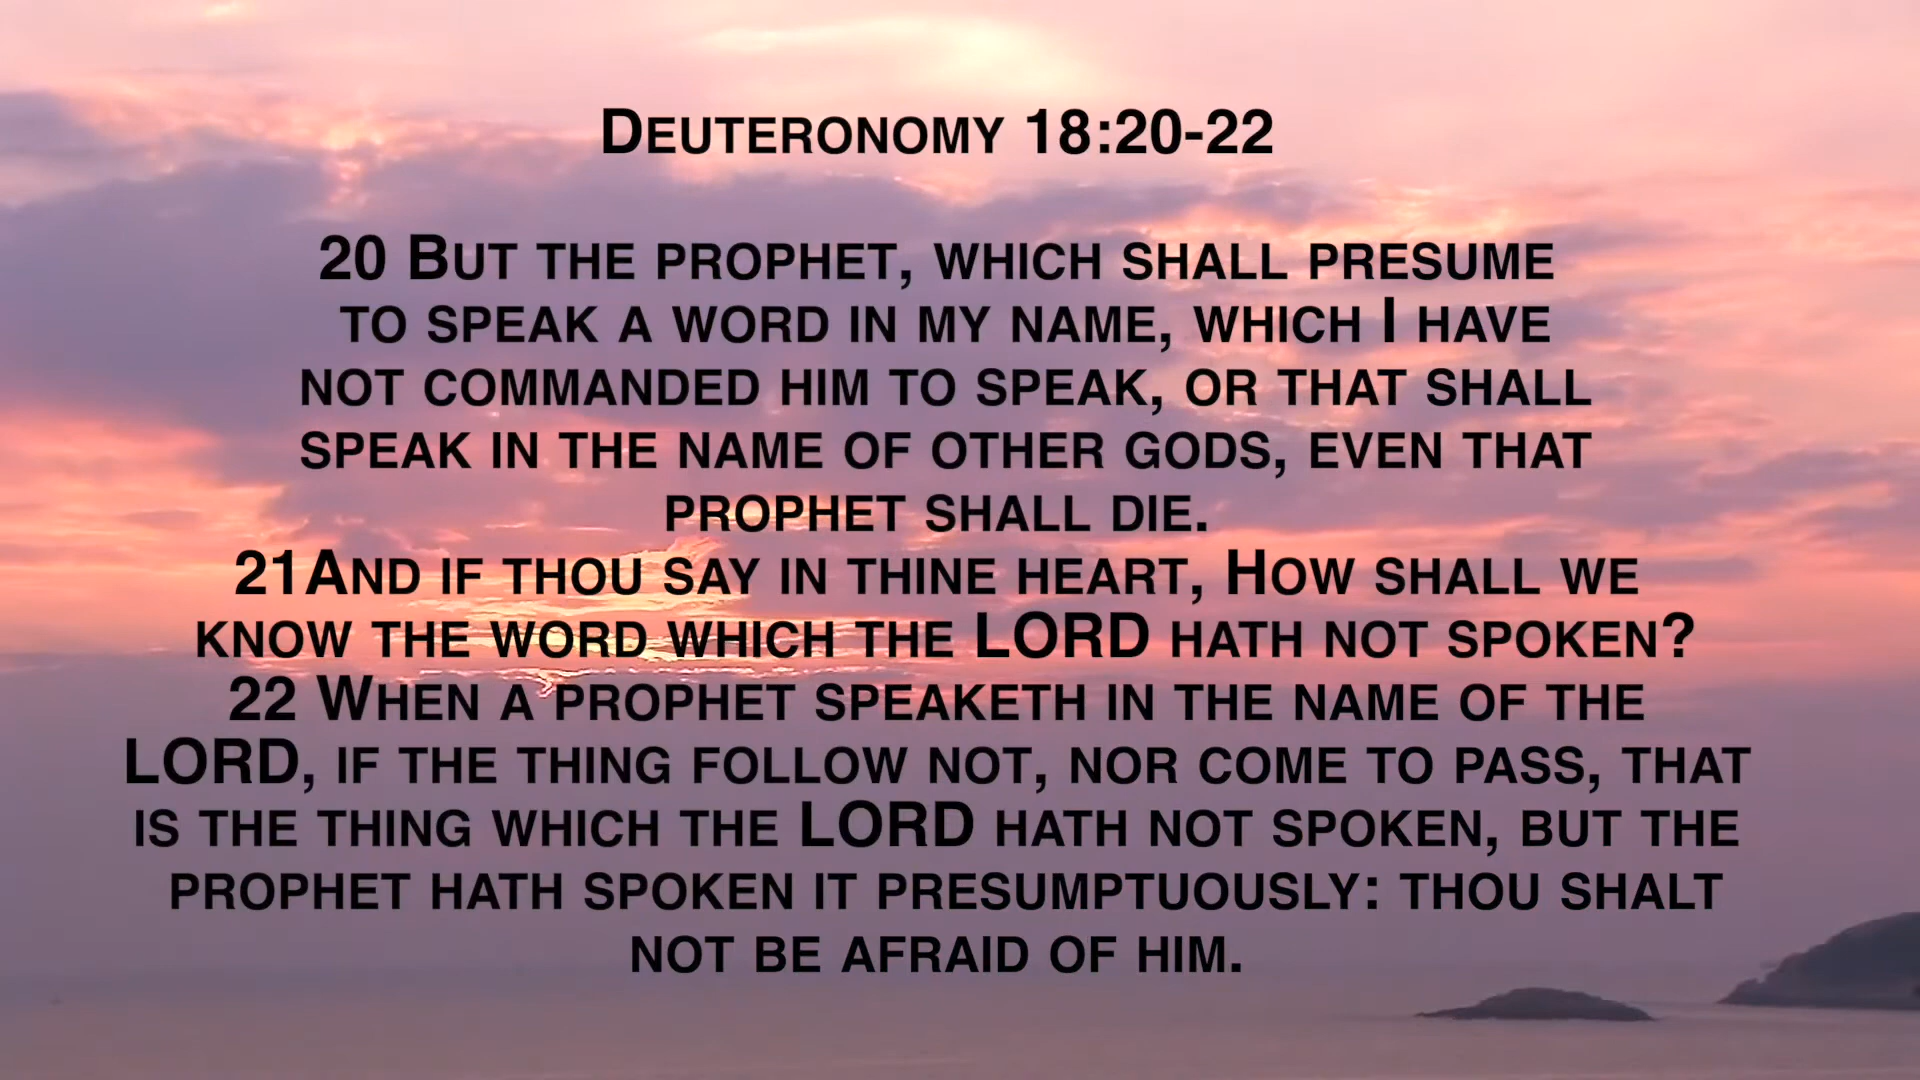 Deuteronomy 18:20-22
20 But the prophet, which shall presume
to speak a word in my name, which I have
not commanded him to speak, or that shall
speak in the name of other gods, even that
prophet shall die.
21And if thou say in thine heart, How shall we
know the word which the LORD hath not spoken?
22 When a prophet speaketh in the name of the
LORD, if the thing follow not, nor come to pass, that
is the thing which the LORD hath not spoken, but the
prophet hath spoken it presumptuously: thou shalt
not be afraid of him.